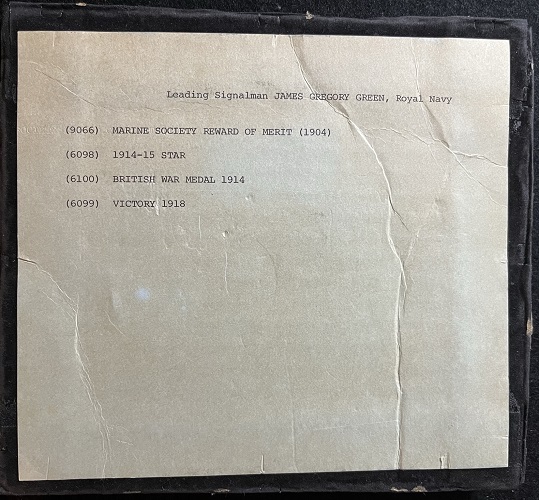 Leading Signalman JAMES GREGORY GREEN, Royal Navy
(9066) MARINE SOCIETY REWARD OF MERIT (1904)
(6098) 1914-15 STAR
(6100) BRITISH WAR MEDAL 1914
(6099) VICTORY 1918